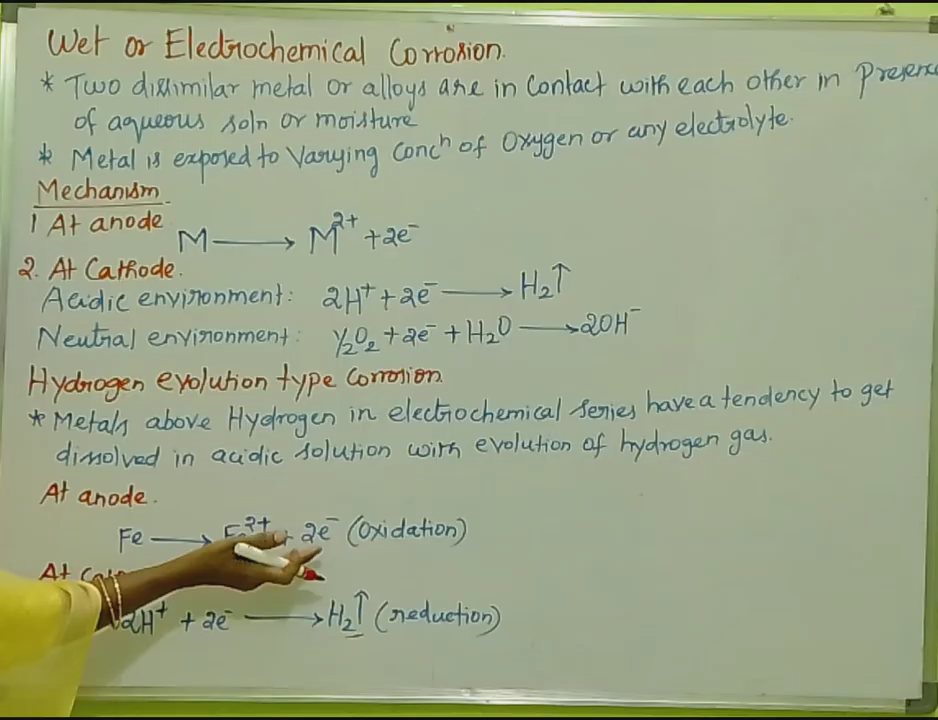 Wet or Electrochemical Corrosion.
* Two dissimilar metal or alloys are in contact with each other in Presence
of aqueous soln or moisture
* Metal is exposed to Varying Concⁿ of Oxygen or any electrolyte.
Mechanism
1 At anode
M ⟶ M²⁺ + 2e⁻
2. At Cathode.
Acidic environment: 2H⁺ + 2e⁻ ⟶ H₂↑
Neutral environment: ½O₂ + 2e⁻ + H₂O ⟶ 2OH⁻
Hydrogen evolution type Corrosion.
* Metals above Hydrogen in electrochemical series have a tendency to get
dissolved in acidic solution with evolution of hydrogen gas.
At anode.
Fe ⟶ ²⁺ + 2e⁻ (Oxidation)
At
2H⁺ + 2e⁻ ⟶ H₂↑ (reduction)